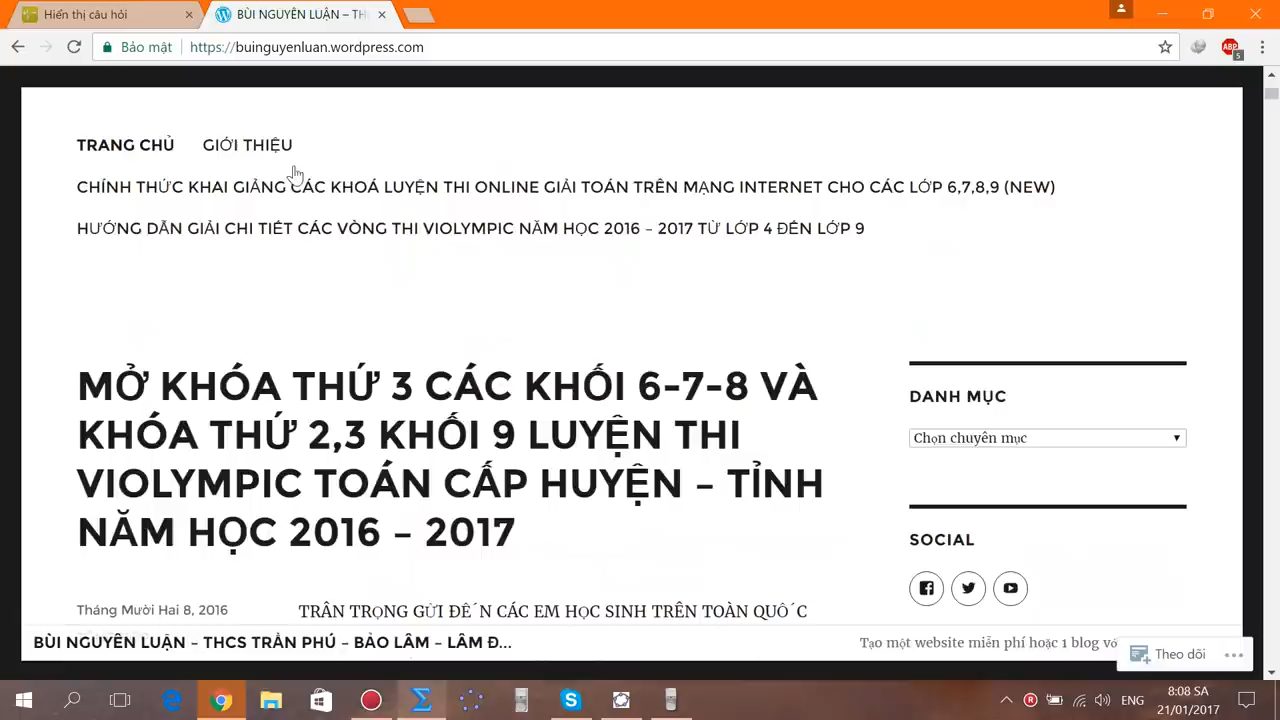 Hiển thị câu hỏi
BÙI NGUYÊN LUẬN – TH
Bảo mật
https://buinguyenluan.wordpress.com
ABP
5
TRANG CHỦ GIỚI THIỆU
CHÍNH THỨC KHAI GIẢNG CÁC KHOÁ LUYỆN THI ONLINE GIẢI TOÁN TRÊN MẠNG INTERNET CHO CÁC LỚP 6,7,8,9 (NEW)
HƯỚNG DẪN GIẢI CHI TIẾT CÁC VÒNG THI VIOLYMPIC NĂM HỌC 2016 – 2017 TỪ LỚP 4 ĐẾN LỚP 9
MỞ KHÓA THỨ 3 CÁC KHỐI 6-7-8 VÀ
KHÓA THỨ 2,3 KHỐI 9 LUYỆN THI
VIOLYMPIC TOÁN CẤP HUYỆN – TỈNH
NĂM HỌC 2016 – 2017
DANH MỤC
Chọn chuyên mục
SOCIAL
Tháng Mười Hai 8, 2016
TRÂN TRỌNG GỬI ĐẾN CÁC EM HỌC SINH TRÊN TOÀN QUỐC
BÙI NGUYÊN LUẬN – THCS TRẦN PHÚ – BẢO LÂM – LÂM Đ...
Tạo một website miễn phí hoặc 1 blog vớ
Theo dõi
ENG
8:08 SA
21/01/2017